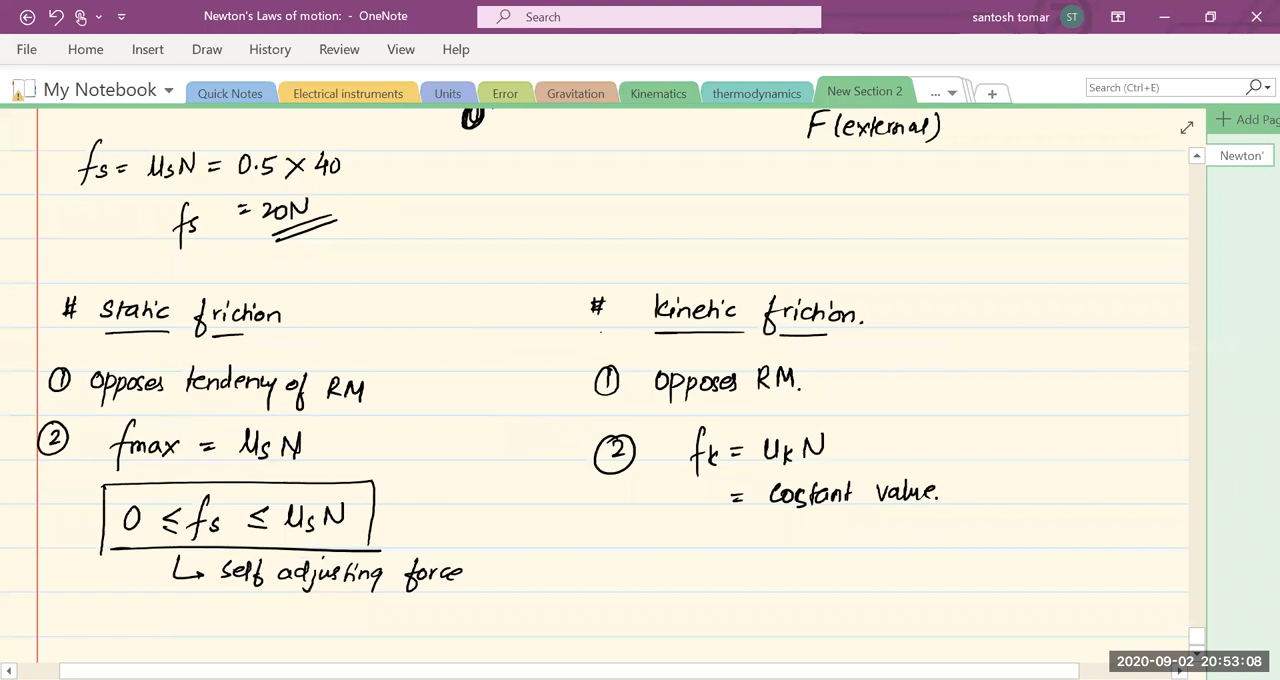 Newton's Laws of motion: - OneNote
Search
santosh tomar
ST
File Home Insert Draw History Review View Help
My Notebook
Quick Notes Electrical instruments Units Error Gravitation Kinematics thermodynamics New Section 2 ... +
Search (Ctrl+E)
Add Pag
Newton'
F(external)
fs = μsN = 0.5 × 40
fs = 20N
# static friction
① opposes tendency of RM
② fmax = μsN
0 ≤ fs ≤ μsN
↳ self adjusting force
# kinetic friction.
① opposes RM.
② fk = μkN
= costant value.
2020-09-02 20:53:08